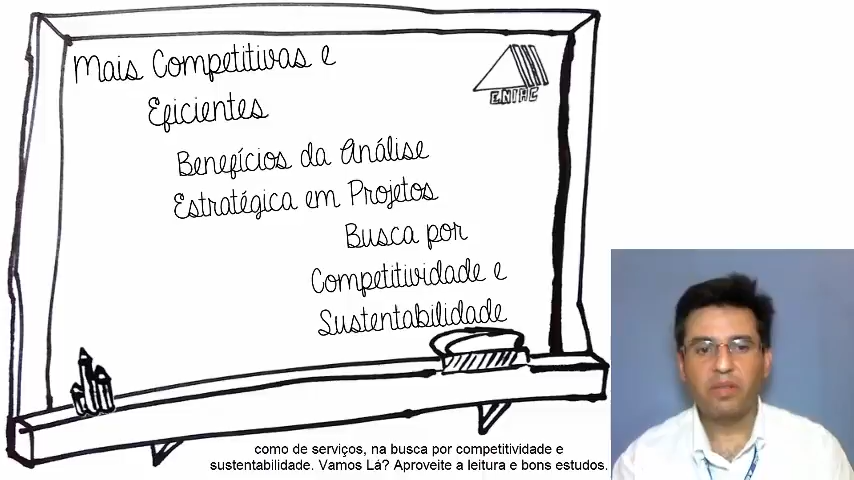 Mais Competitivas e
Eficientes
ENIAC
Benefícios da Análise
Estratégica em Projetos
Busca por
Competitividade e
Sustentabilidade
como de serviços, na busca por competitividade e
sustentabilidade. Vamos Lá? Aproveite a leitura e bons estudos.